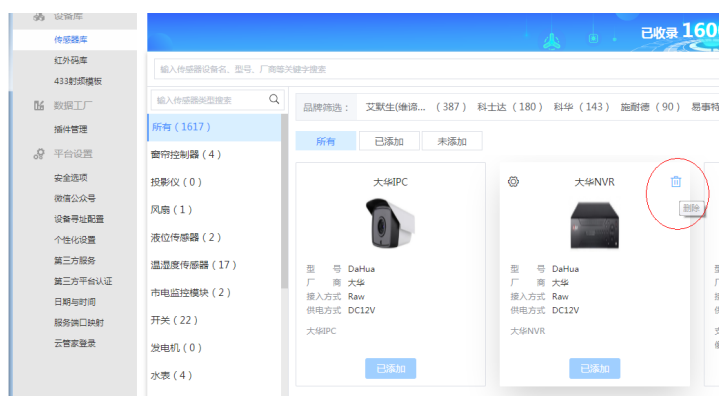 设备库
传感器库
红外码库
433射频模板
数据工厂
插件管理
平台设置
安全选项
微信公众号
设备寻址配置
个性化设置
第三方服务
第三方平台认证
日期与时间
服务端口映射
云管家登录
已收录 1600
输入传感器设备名、型号、厂商等关键字搜索
输入传感器类型搜索
所有 ( 1617 )
窗帘控制器 ( 4 )
投影仪 ( 0 )
风扇 ( 1 )
液位传感器 ( 2 )
温湿度传感器 ( 17 )
市电监控模块 ( 2 )
开关 ( 22 )
发电机 ( 0 )
水表 ( 4 )
品牌筛选： 艾默生(维谛... ( 387 ) 科士达 ( 180 ) 科华 ( 143 ) 施耐德 ( 90 ) 易事特
所有 已添加 未添加
大华IPC
型 号 DaHua
厂 商 大华
接入方式 Raw
供电方式 DC12V
大华IPC
已添加
大华NVR
删除
型 号 DaHua
厂 商 大华
接入方式 Raw
供电方式 DC12V
大华NVR
已添加